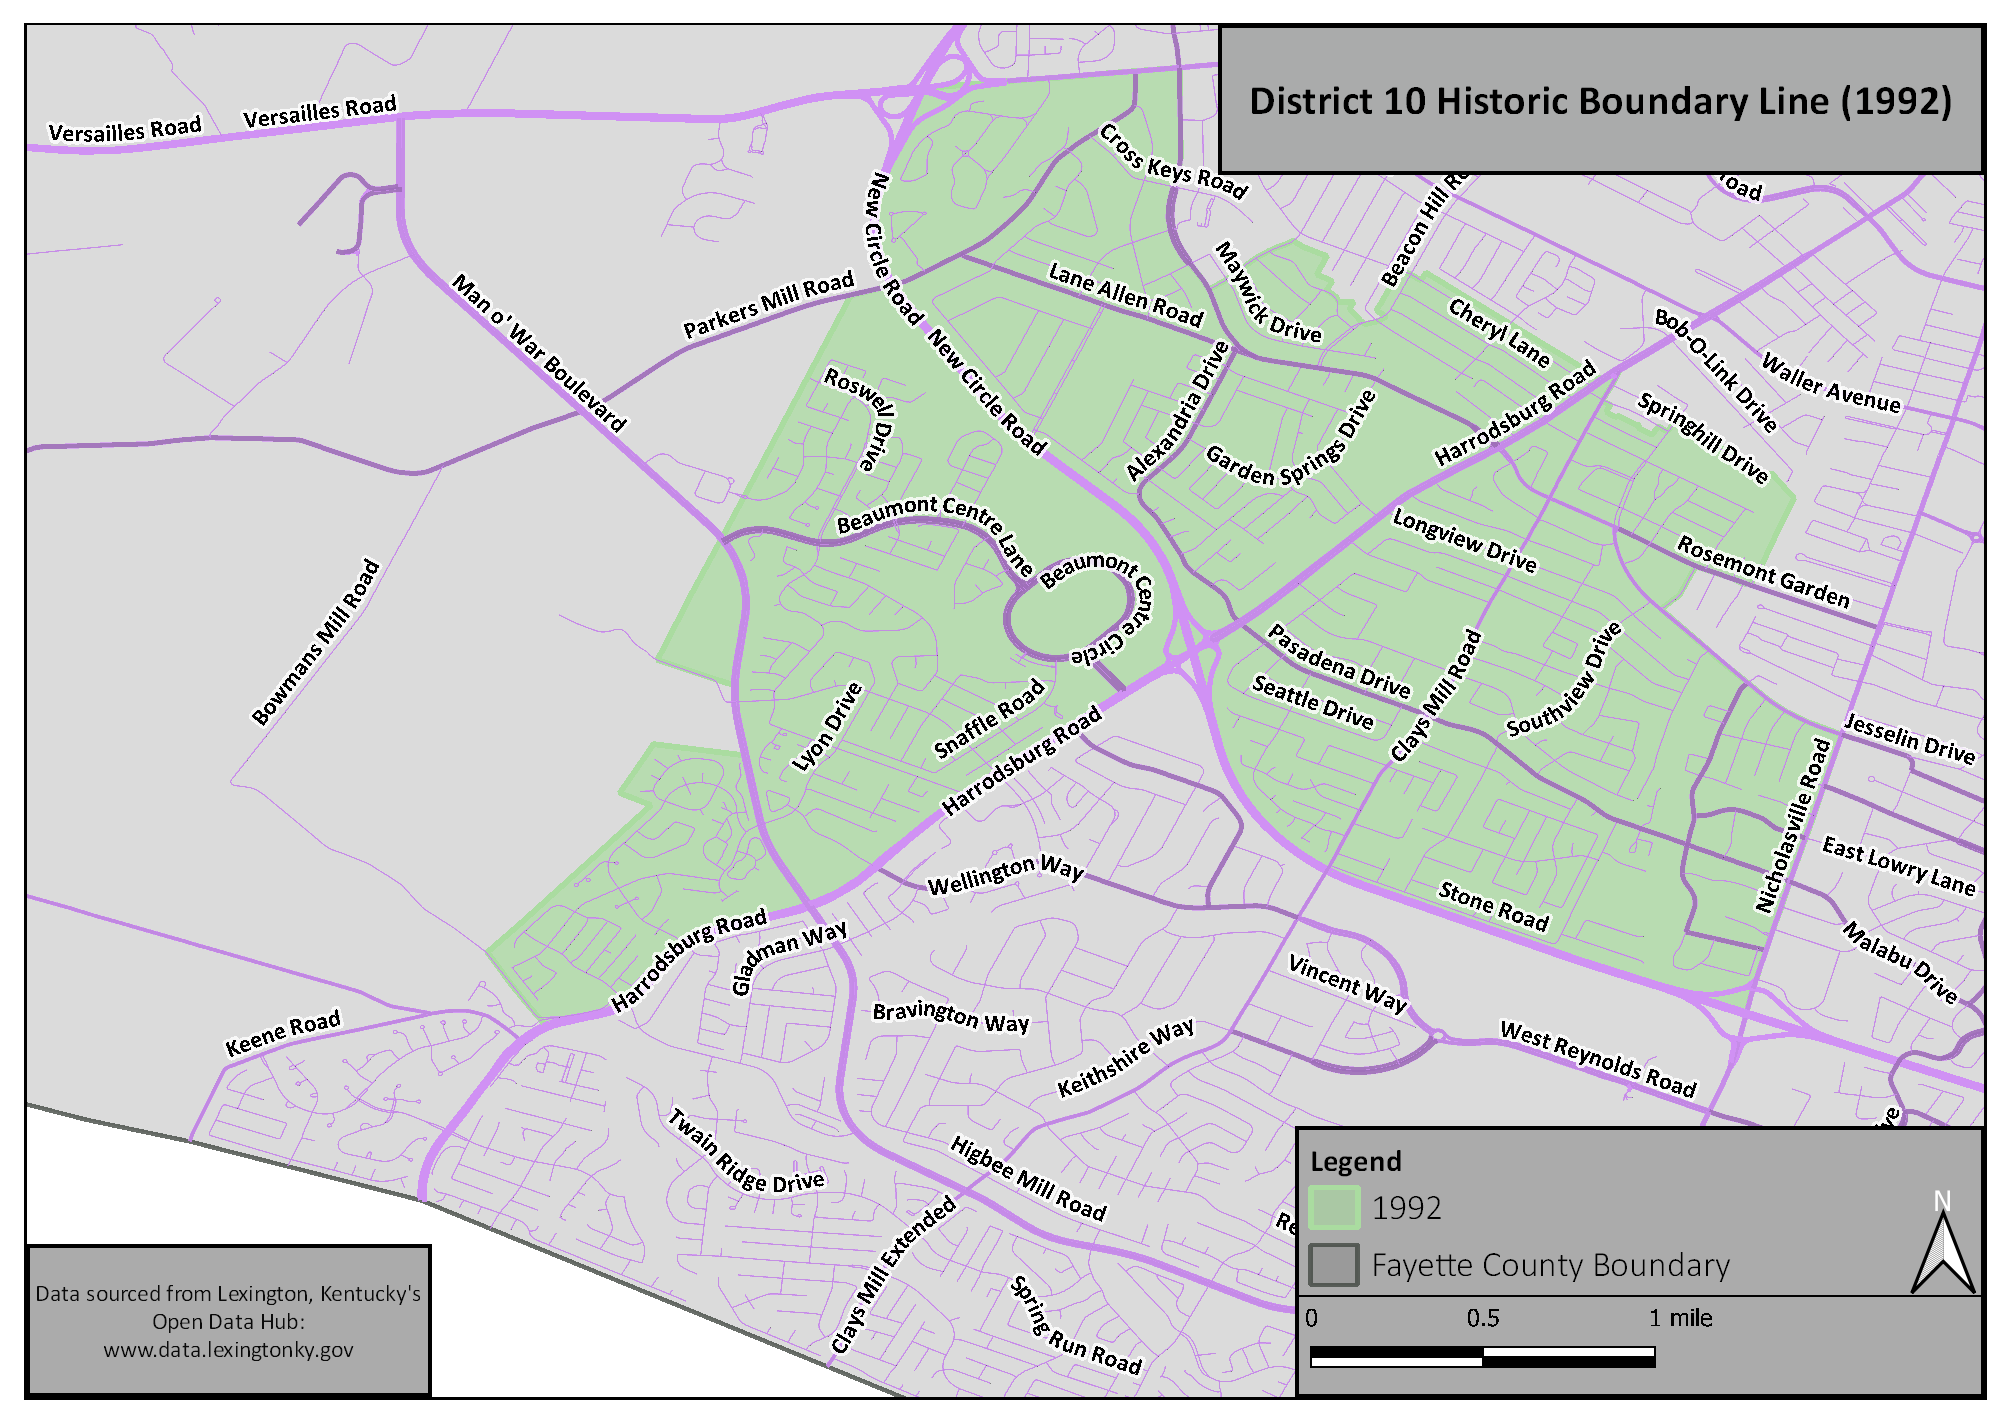 District 10 Historic Boundary Line (1992)
Versailles Road
Versailles Road
Cross Keys Road
Beacon Hill
New Circle Road
Man o' War Boulevard
Parkers Mill Road
Lane Allen Road
Maywick Drive
Cheryl Lane
Bob-O-Link Drive
Waller Avenue
New Circle Road
Roswell Drive
Alexandria Drive
Garden Springs Drive
Harrodsburg Road
Springhill Drive
Beaumont Centre Lane
Longview Drive
Rosemont Garden
Beaumont Centre Circle
Bowmans Mill Road
Pasadena Drive
Seattle Drive
Clays Mill Road
Southview Drive
Lyon Drive
Snaffle Road
Harrodsburg Road
Jesselin Drive
Nicholasville Road
East Lowry Lane
Wellington Way
Stone Road
Harrodsburg Road
Gladman Way
Malabu Drive
Vincent Way
Keene Road
Bravington Way
Keithshire Way
West Reynolds Road
Twain Ridge Drive
Higbee Mill Road
Clays Mill Extended
Spring Run Road
Legend
1992
Fayette County Boundary
N
0 0.5 1 mile
Data sourced from Lexington, Kentucky's
Open Data Hub:
www.data.lexingtonky.gov